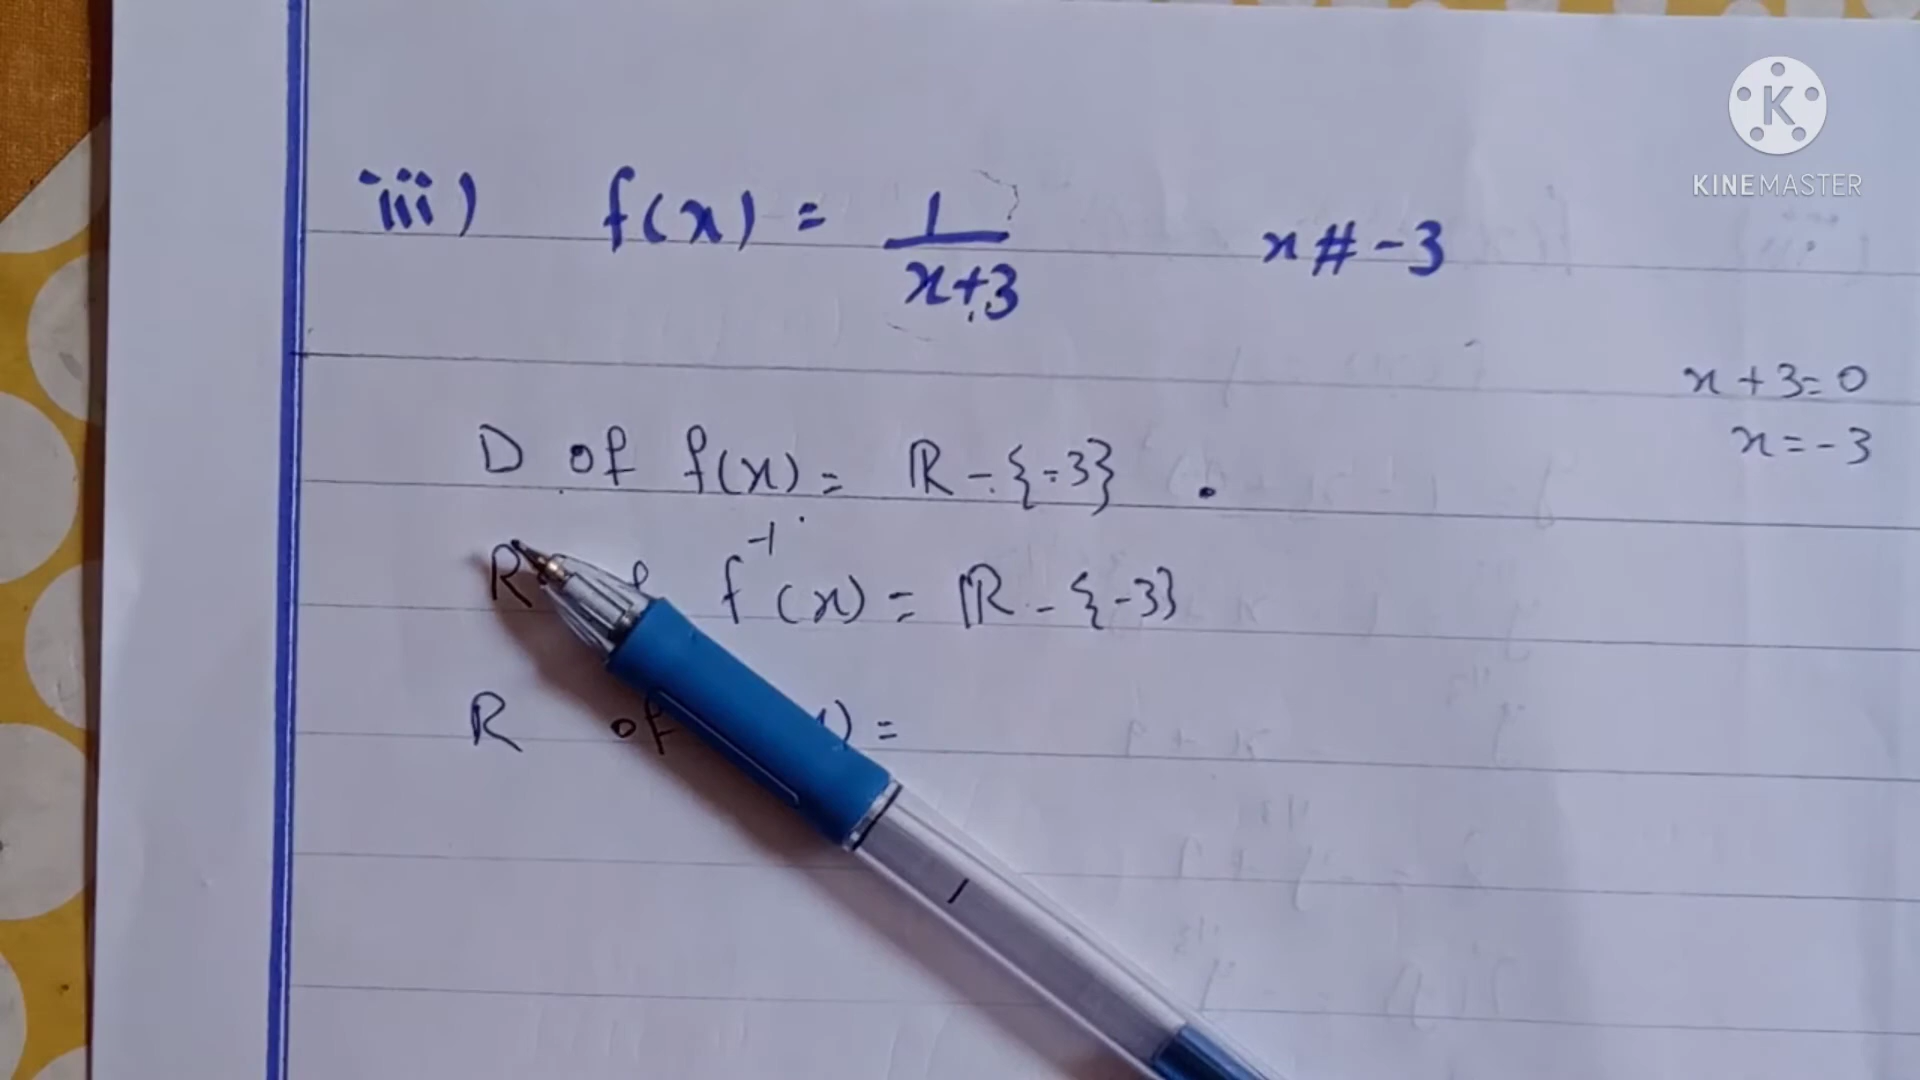 K
KINEMASTER
iii) f(x) = 1/x+3 x # -3
x + 3 = 0
x = -3
D of f(x) = ℝ - {-3} .
R f⁻¹(x) = ℝ - {-3}
R of ) =